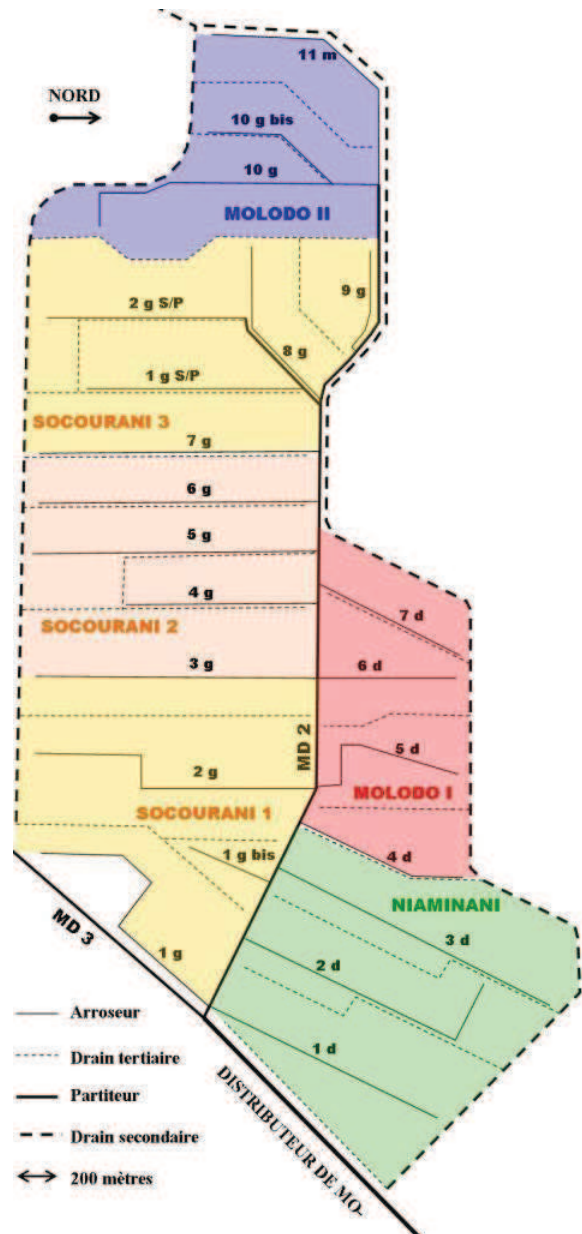 11 m
NORD
10 g bis
10 g
MOLODO II
9 g
2 g S/P
8 g
1 g S/P
SOCOURANI 3
7 g
6 g
5 g
4 g
7 d
SOCOURANI 2
3 g
6 d
MD 2
5 d
2 g
MOLODO I
SOCOURANI 1
1 g bis
4 d
NIAMINANI
MD 3
3 d
1 g
2 d
1 d
Arroseur
Drain tertiaire
Partiteur
Drain secondaire
200 mètres
DISTRIBUTEUR DE MO-